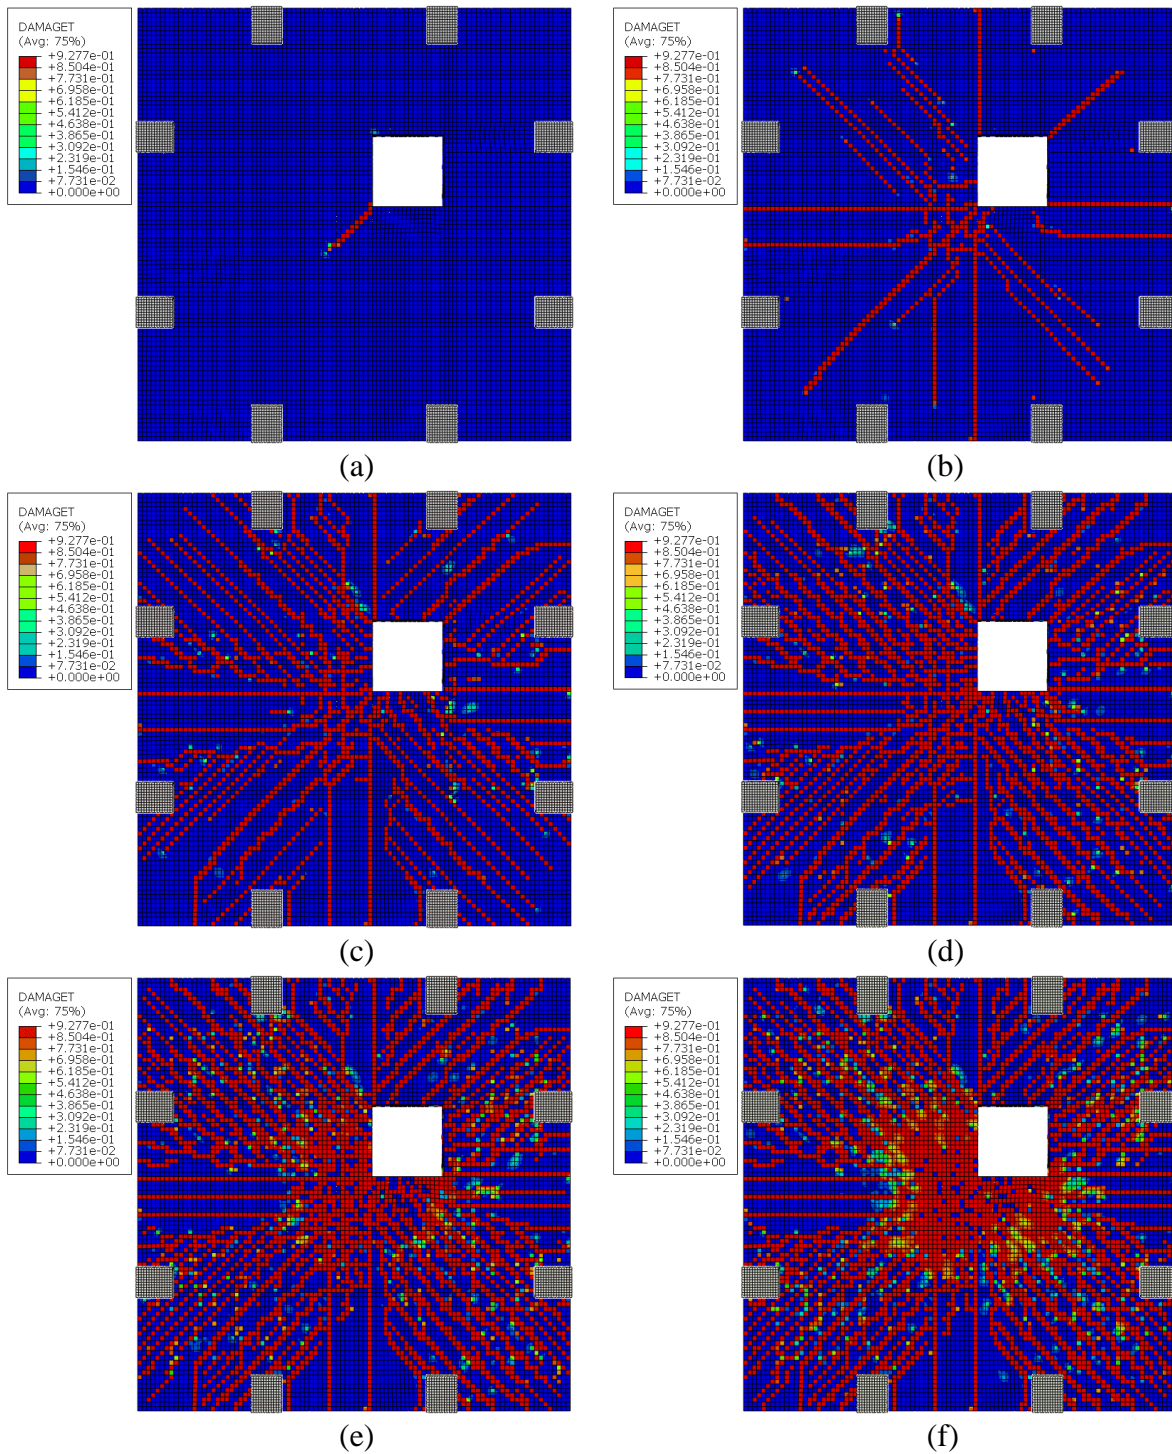 DAMAGET
(Avg: 75%)
+9.277e-01
+8.504e-01
+7.731e-01
+6.958e-01
+6.185e-01
+5.412e-01
+4.638e-01
+3.865e-01
+3.092e-01
+2.319e-01
+1.546e-01
+7.731e-02
+0.000e+00
(a)
DAMAGET
(Avg: 75%)
+9.277e-01
+8.504e-01
+7.731e-01
+6.958e-01
+6.185e-01
+5.412e-01
+4.638e-01
+3.865e-01
+3.092e-01
+2.319e-01
+1.546e-01
+7.731e-02
+0.000e+00
(b)
DAMAGET
(Avg: 75%)
+9.277e-01
+8.504e-01
+7.731e-01
+6.958e-01
+6.185e-01
+5.412e-01
+4.638e-01
+3.865e-01
+3.092e-01
+2.319e-01
+1.546e-01
+7.731e-02
+0.000e+00
(c)
DAMAGET
(Avg: 75%)
+9.277e-01
+8.504e-01
+7.731e-01
+6.958e-01
+6.185e-01
+5.412e-01
+4.638e-01
+3.865e-01
+3.092e-01
+2.319e-01
+1.546e-01
+7.731e-02
+0.000e+00
(d)
DAMAGET
(Avg: 75%)
+9.277e-01
+8.504e-01
+7.731e-01
+6.958e-01
+6.185e-01
+5.412e-01
+4.638e-01
+3.865e-01
+3.092e-01
+2.319e-01
+1.546e-01
+7.731e-02
+0.000e+00
(e)
DAMAGET
(Avg: 75%)
+9.277e-01
+8.504e-01
+7.731e-01
+6.958e-01
+6.185e-01
+5.412e-01
+4.638e-01
+3.865e-01
+3.092e-01
+2.319e-01
+1.546e-01
+7.731e-02
+0.000e+00
(f)